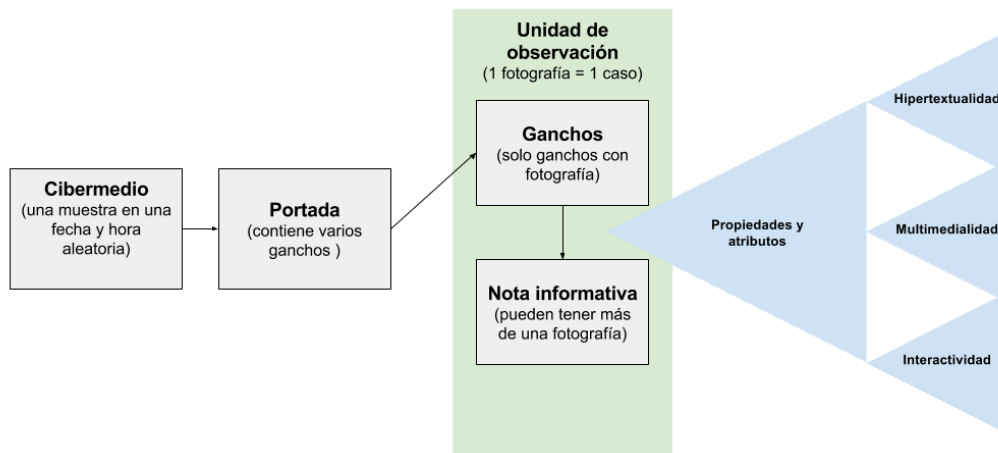 Cibermedio
(una muestra en una
fecha y hora
aleatoria)
Portada
(contiene varios
ganchos )
Unidad de
observación
(1 fotografía = 1 caso)
Ganchos
(solo ganchos con
fotografía)
Nota informativa
(pueden tener más
de una fotografía)
Propiedades y
atributos
Hipertextualidad
Multimedialidad
Interactividad